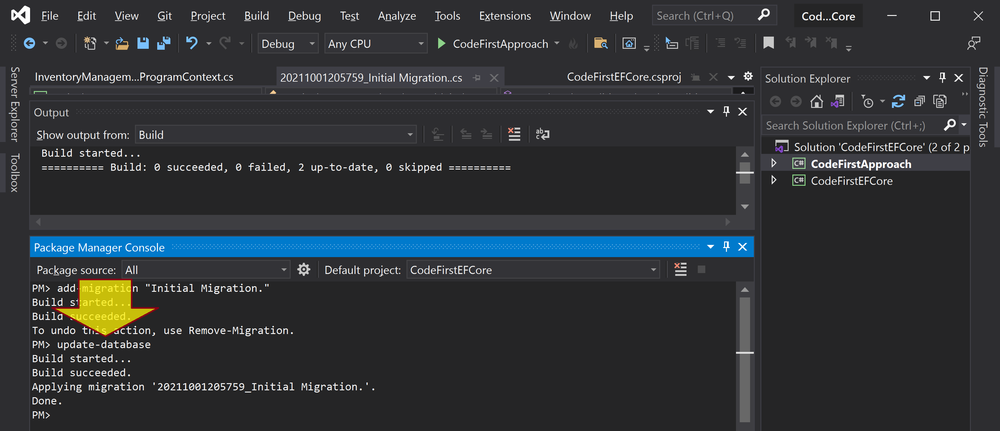 File Edit View Git Project Build Debug Test Analyze Tools Extensions Window Help Search (Ctrl+Q) Cod...Core
Debug Any CPU CodeFirstApproach
Server Explorer
Toolbox
InventoryManagem...ProgramContext.cs 20211001205759_Initial Migration..cs CodeFirstEFCore.csproj
Output
Show output from: Build
Build started...
========== Build: 0 succeeded, 0 failed, 2 up-to-date, 0 skipped ==========
Package Manager Console
Package source: All Default project: CodeFirstEFCore
PM> add-migration "Initial Migration."
Build started...
Build succeeded.
To undo this action, use Remove-Migration.
PM> update-database
Build started...
Build succeeded.
Applying migration '20211001205759_Initial Migration.'.
Done.
PM>
Solution Explorer
Search Solution Explorer (Ctrl+;)
Solution 'CodeFirstEFCore' (2 of 2 p
C# CodeFirstApproach
C# CodeFirstEFCore
Diagnostic Tools